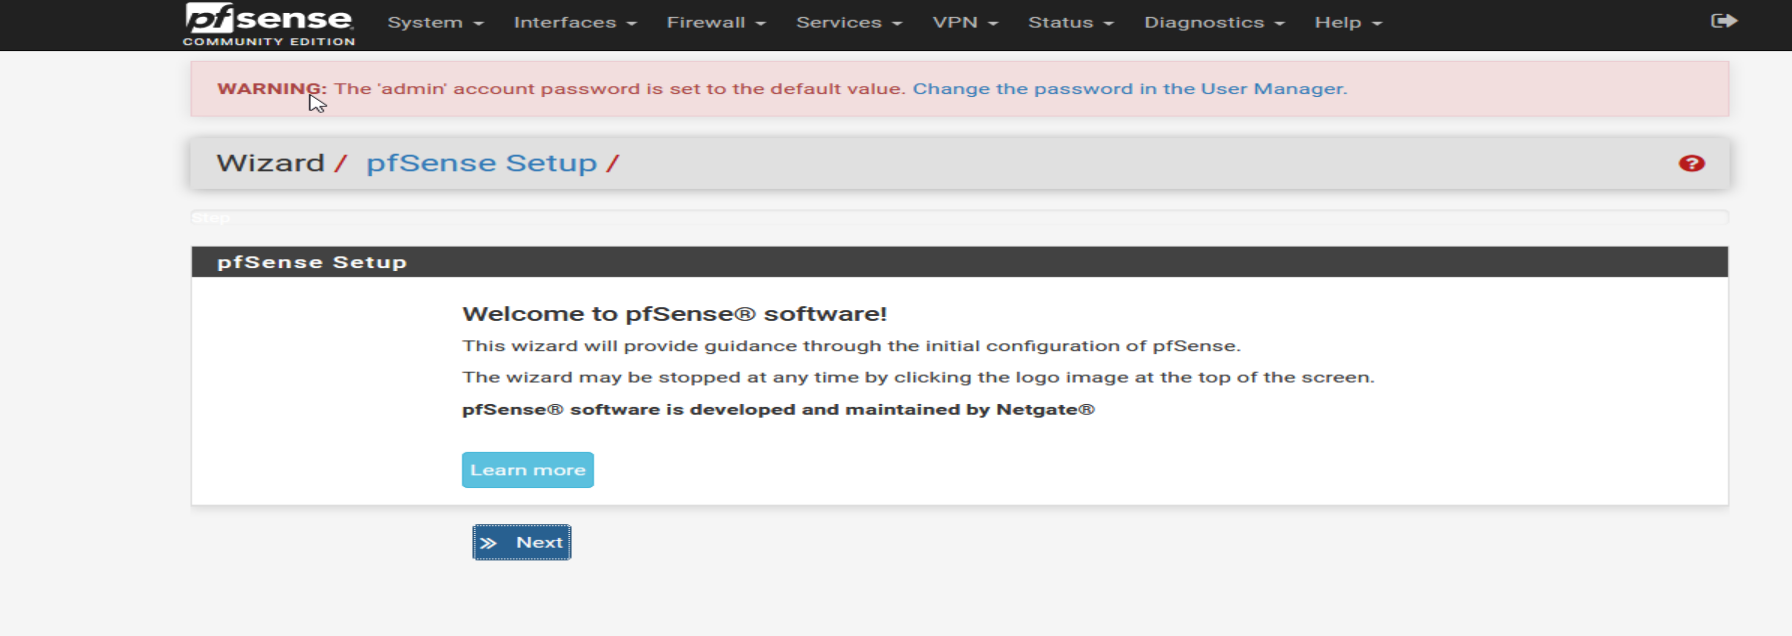 pfsense
COMMUNITY EDITION
System Interfaces Firewall Services VPN Status Diagnostics Help
WARNING: The 'admin' account password is set to the default value. Change the password in the User Manager.
Wizard / pfSense Setup /
Step
pfSense Setup
Welcome to pfSense® software!
This wizard will provide guidance through the initial configuration of pfSense.
The wizard may be stopped at any time by clicking the logo image at the top of the screen.
pfSense® software is developed and maintained by Netgate®
Learn more
Next